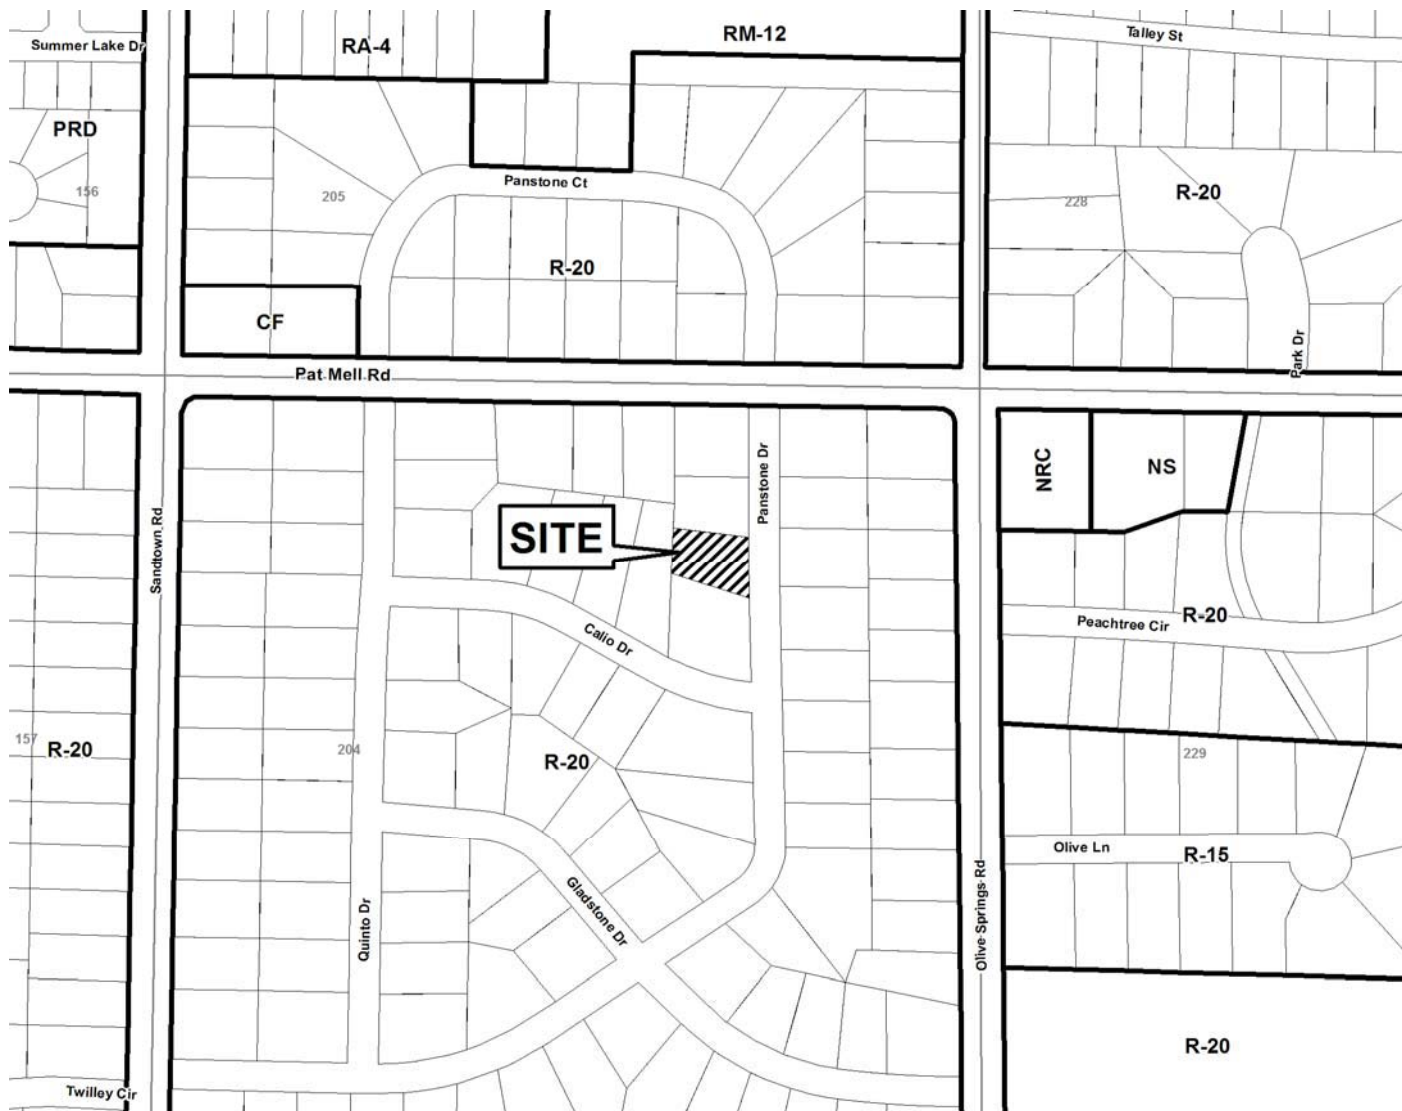 RM-12
Talley St
Summer Lake Dr
RA-4
PRD
156
205
Panstone Ct
R-20
228
R-20
CF
Park Dr
Pat Mell Rd
Panstone Dr
NRC
NS
SITE
Sandtown Rd
R-20
Peachtree Cir
Calio Dr
157
R-20
204
R-20
229
Olive Ln
R-15
Gladstone Dr
Quinto Dr
Olive Springs Rd
R-20
Twilley Cir